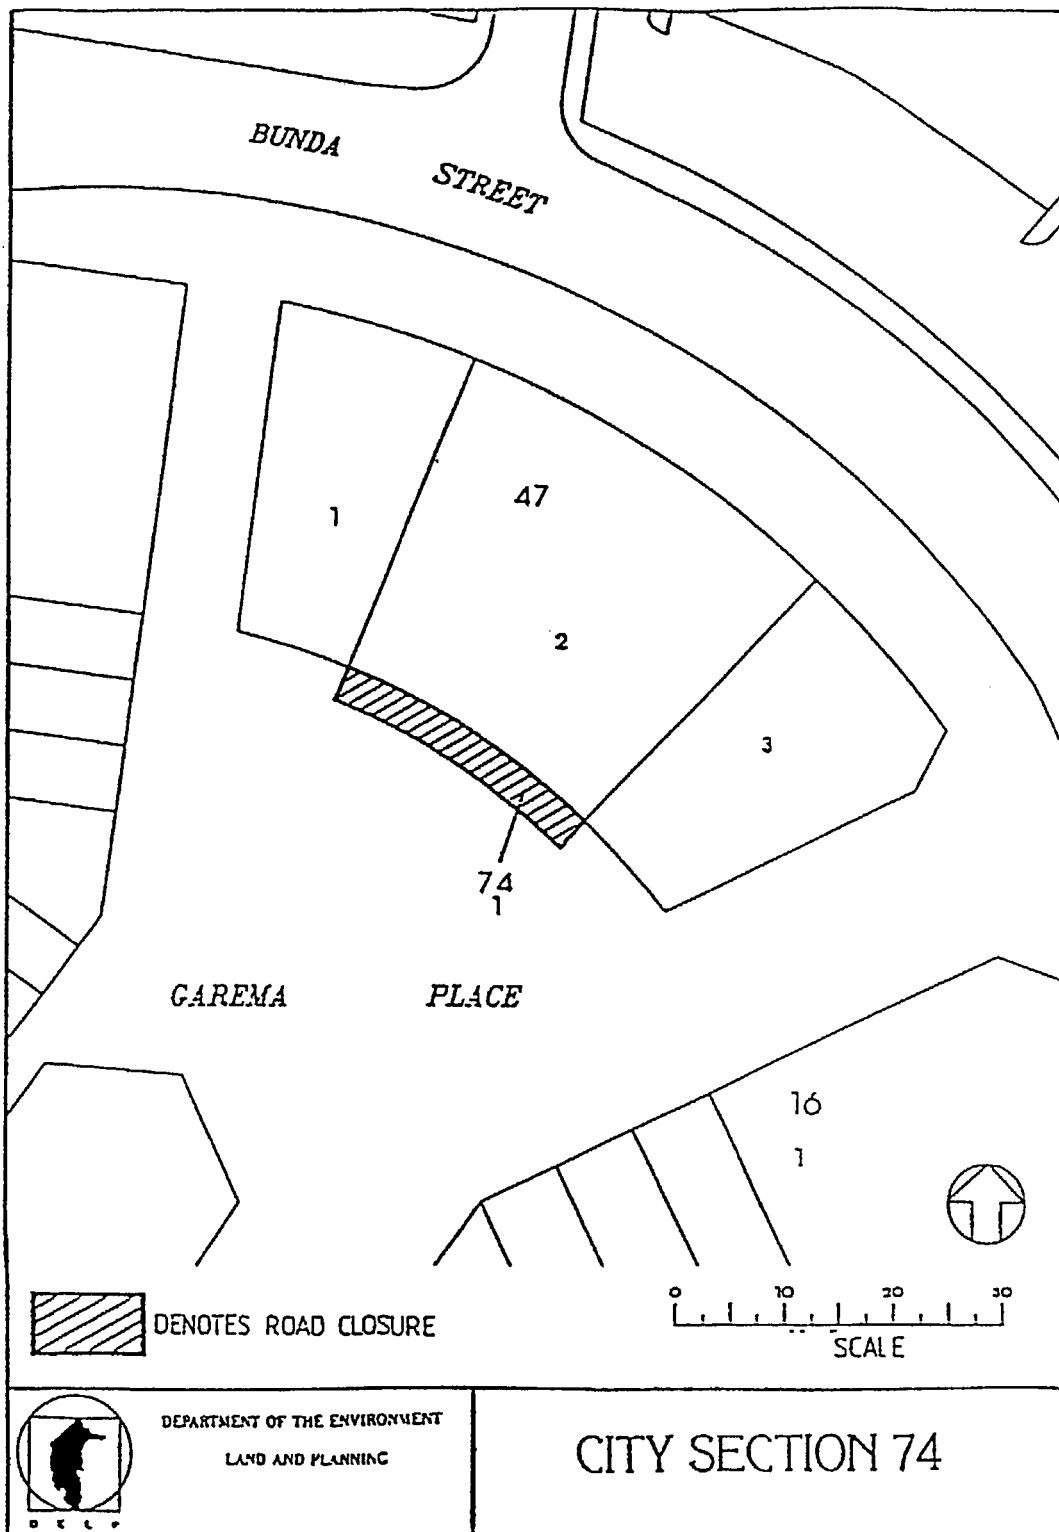 BUNDA STREET
47
1
2
3
74
1
GAREMA PLACE
16
1
0 10 20 30
DENOTES ROAD CLOSURE
SCALE
DEPARTMENT OF THE ENVIRONMENT
LAND AND PLANNING
CITY SECTION 74
D E L P